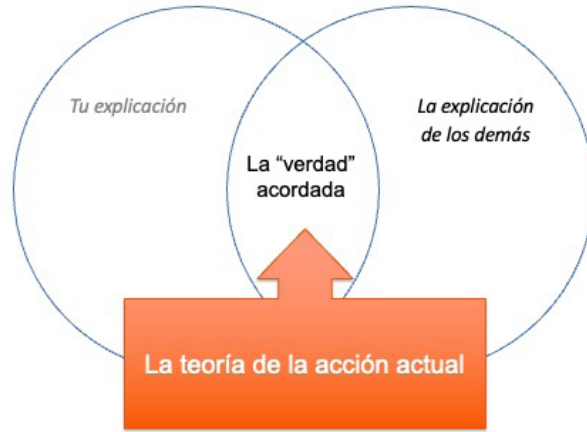 Tu explicación
La explicación
de los demás
La “verdad”
acordada
La teoría de la acción actual